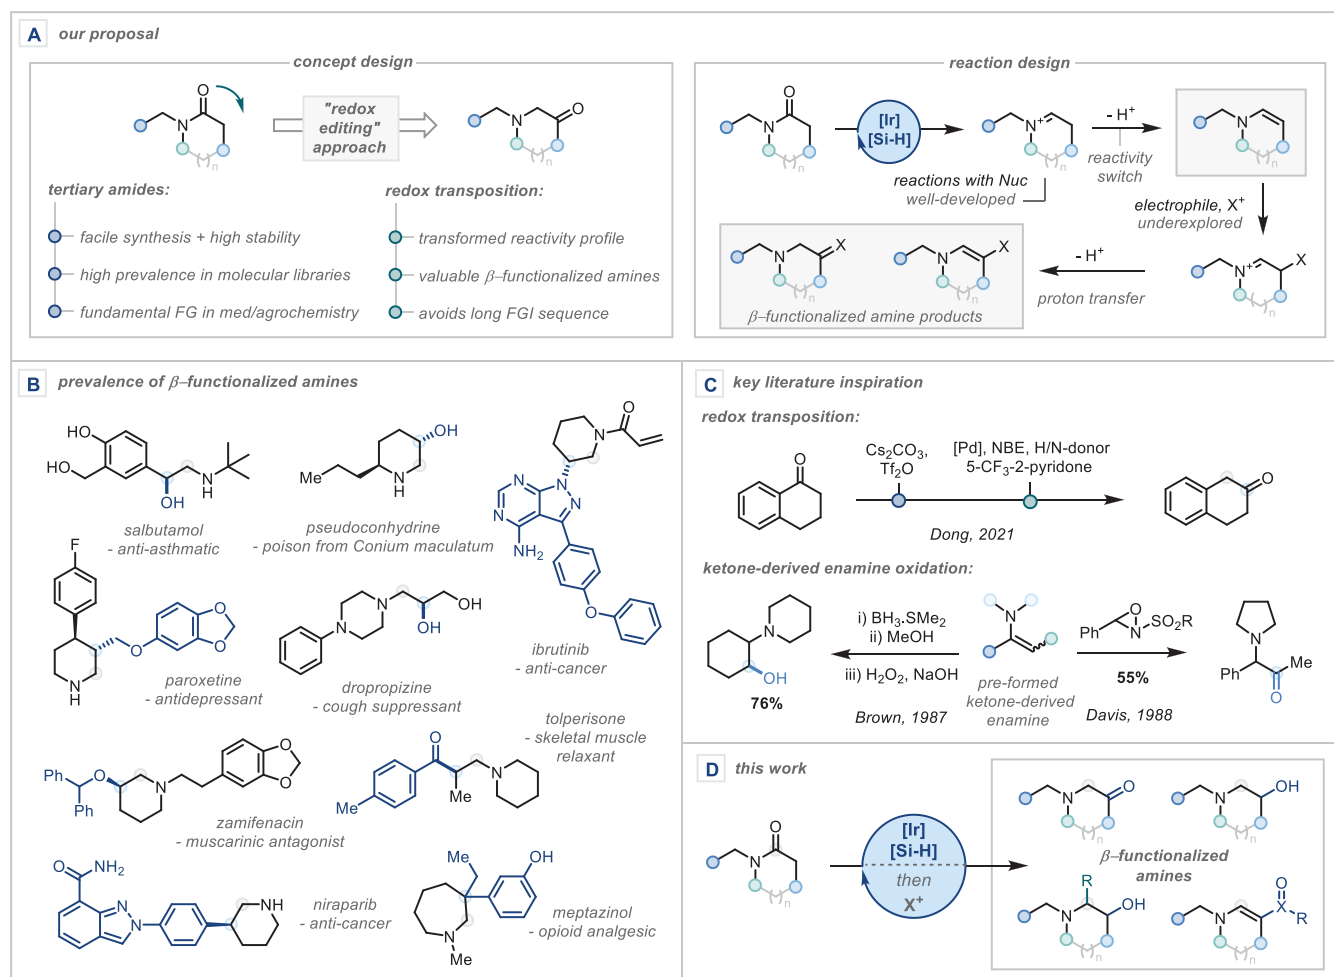 A our proposal
concept design
O
N
"redox
editing"
approach
O
N
n
n
tertiary amides:
facile synthesis + high stability
high prevalence in molecular libraries
fundamental FG in med/agrochemistry
redox transposition:
transformed reactivity profile
valuable β–functionalized amines
avoids long FGI sequence
reaction design
O
N
n
[Ir]
[Si-H]
N+
n
- H+
reactivity
switch
N
n
reactions with Nuc
well-developed
electrophile, X+
underexplored
N+
X
n
- H+
proton transfer
N
X
n
N
X
n
β–functionalized amine products
B prevalence of β–functionalized amines
HO
HO
OH
N
H
salbutamol
- anti-asthmatic
OH
Me
N
H
pseudoconhydrine
- poison from Conium maculatum
O
N
N
N
N
N
N
NH2
O
ibrutinib
- anti-cancer
F
O
O
O
N
H
paroxetine
- antidepressant
N
N
OH
OH
dropropizine
- cough suppressant
tolperisone
- skeletal muscle
relaxant
Ph
O
Ph
N
O
O
zamifenacin
- muscarinic antagonist
O
Me
Me
N
O
NH2
N
N
NH
niraparib
- anti-cancer
Me
OH
N
Me
meptazinol
- opioid analgesic
C key literature inspiration
redox transposition:
O
Cs2CO3,
Tf2O
[Pd], NBE, H/N-donor
5-CF3-2-pyridone
Dong, 2021
O
ketone-derived enamine oxidation:
N
OH
76%
i) BH3.SMe2
ii) MeOH
iii) H2O2, NaOH
Brown, 1987
N
pre-formed
ketone-derived
enamine
Ph
O
N
SO2R
55%
Davis, 1988
N
Ph
Me
O
D this work
O
N
n
[Ir]
[Si-H]
then
X+
N
O
n
N
OH
n
β–functionalized
amines
R
N
OH
n
N
O
X
R
n